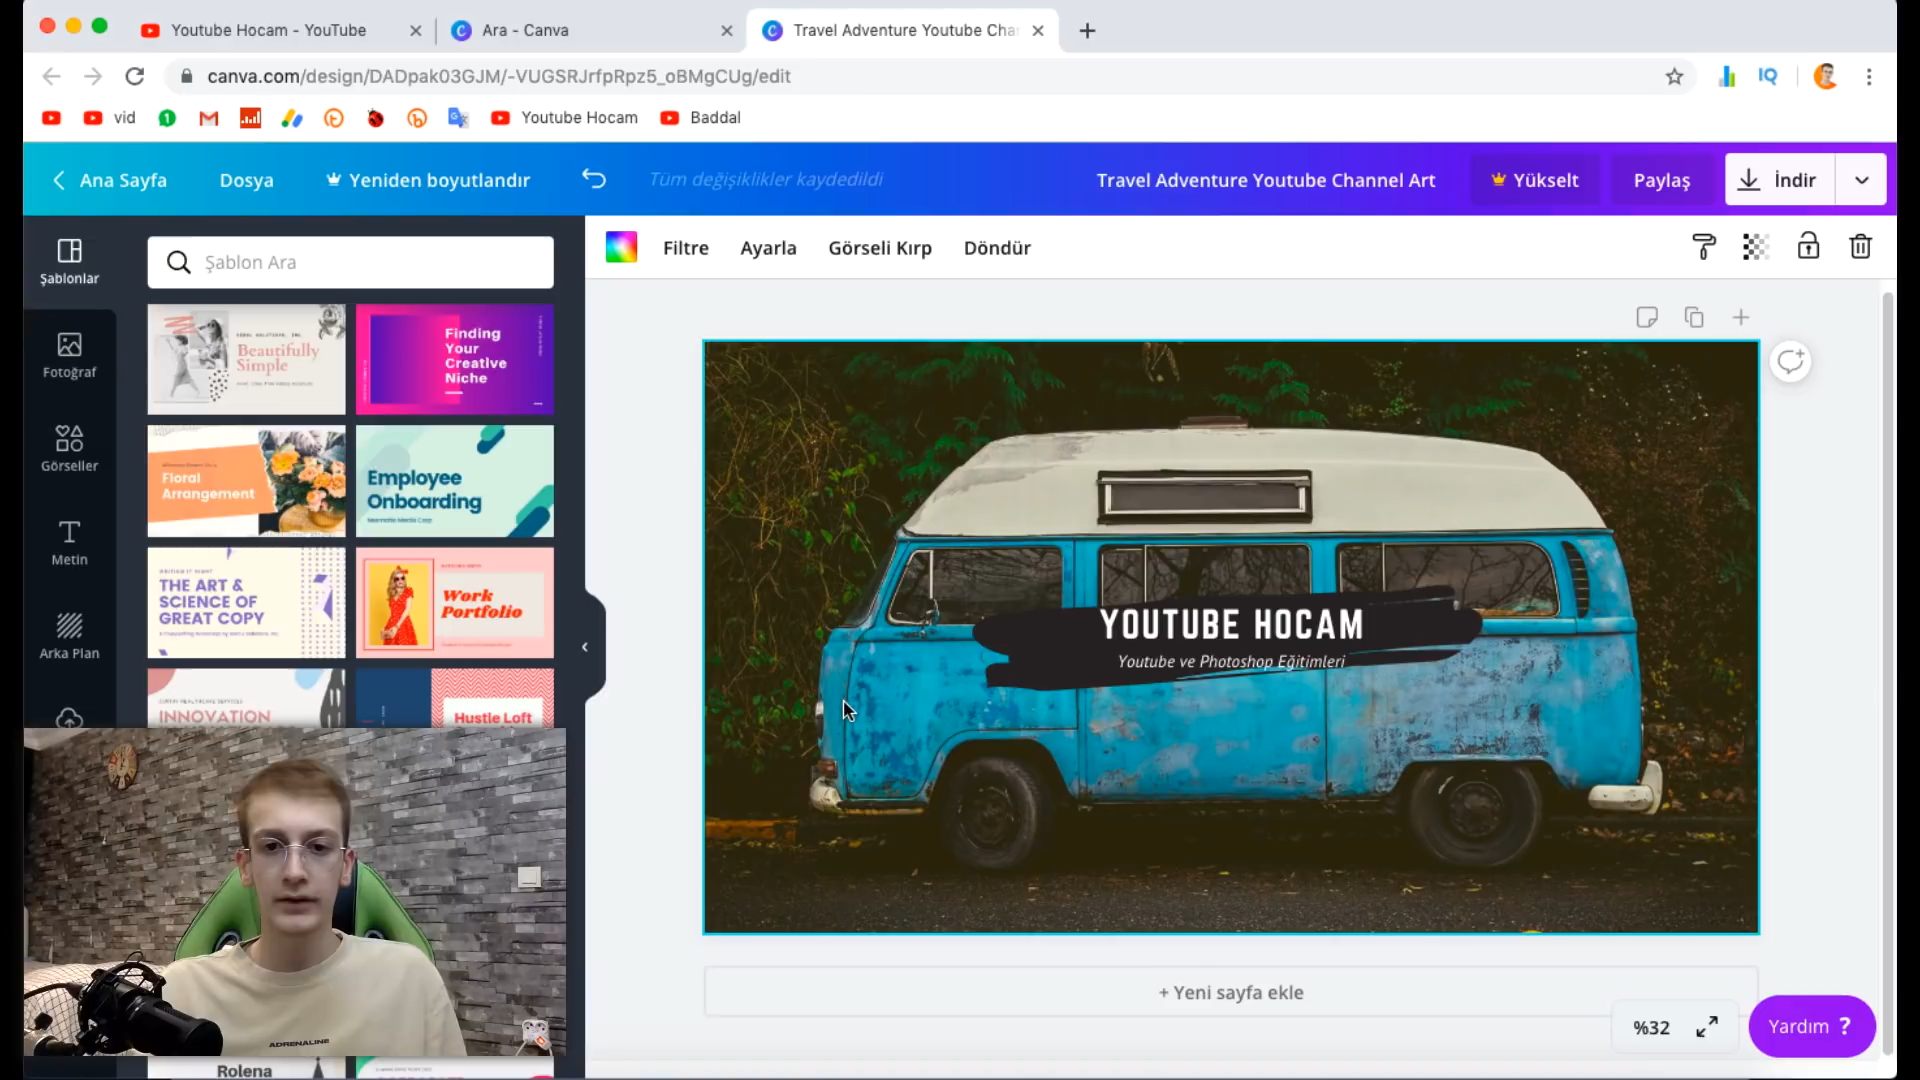 Youtube Hocam - YouTube
Ara - Canva
Travel Adventure Youtube Cha
canva.com/design/DADpak03GJM/-VUGSRJrfpRpz5_oBMgCUg/edit
IQ
vid
Youtube Hocam
Baddal
Ana Sayfa
Dosya
Yeniden boyutlandır
Tüm değişiklikler kaydedildi
Travel Adventure Youtube Channel Art
Yükselt
Paylaş
İndir
Şablonlar
Fotoğraf
Görseller
Metin
Arka Plan
Şablon Ara
Filtre
Ayarla
Görseli Kırp
Döndür
Beautifully
Simple
Finding
Your
Creative
Niche
Floral
Arrangement
Employee
Onboarding
THE ART &
SCIENCE OF
GREAT COPY
Work
Portfolio
INNOVATION
Hustle Loft
YOUTUBE HOCAM
Youtube ve Photoshop Eğitimleri
ADRENALINE
Rolena
+ Yeni sayfa ekle
%32
Yardım ?